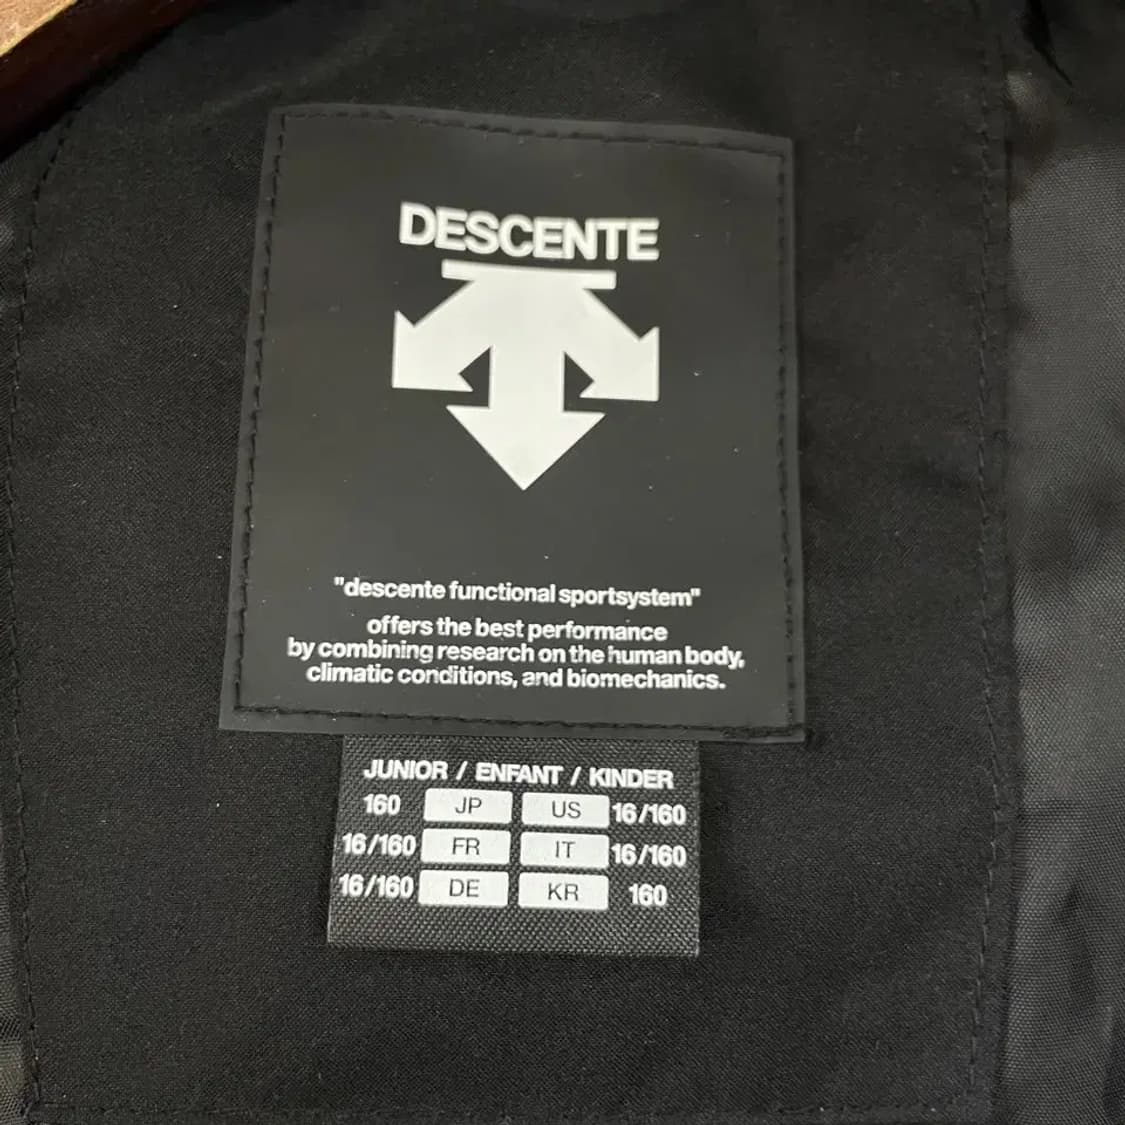 DESCENTE
"descente functional sportsystem"
offers the best performance
by combining research on the human body,
climatic conditions, and biomechanics.
JUNIOR / ENFANT / KINDER
160 JP US 16/160
16/160 FR IT 16/160
16/160 DE KR 160